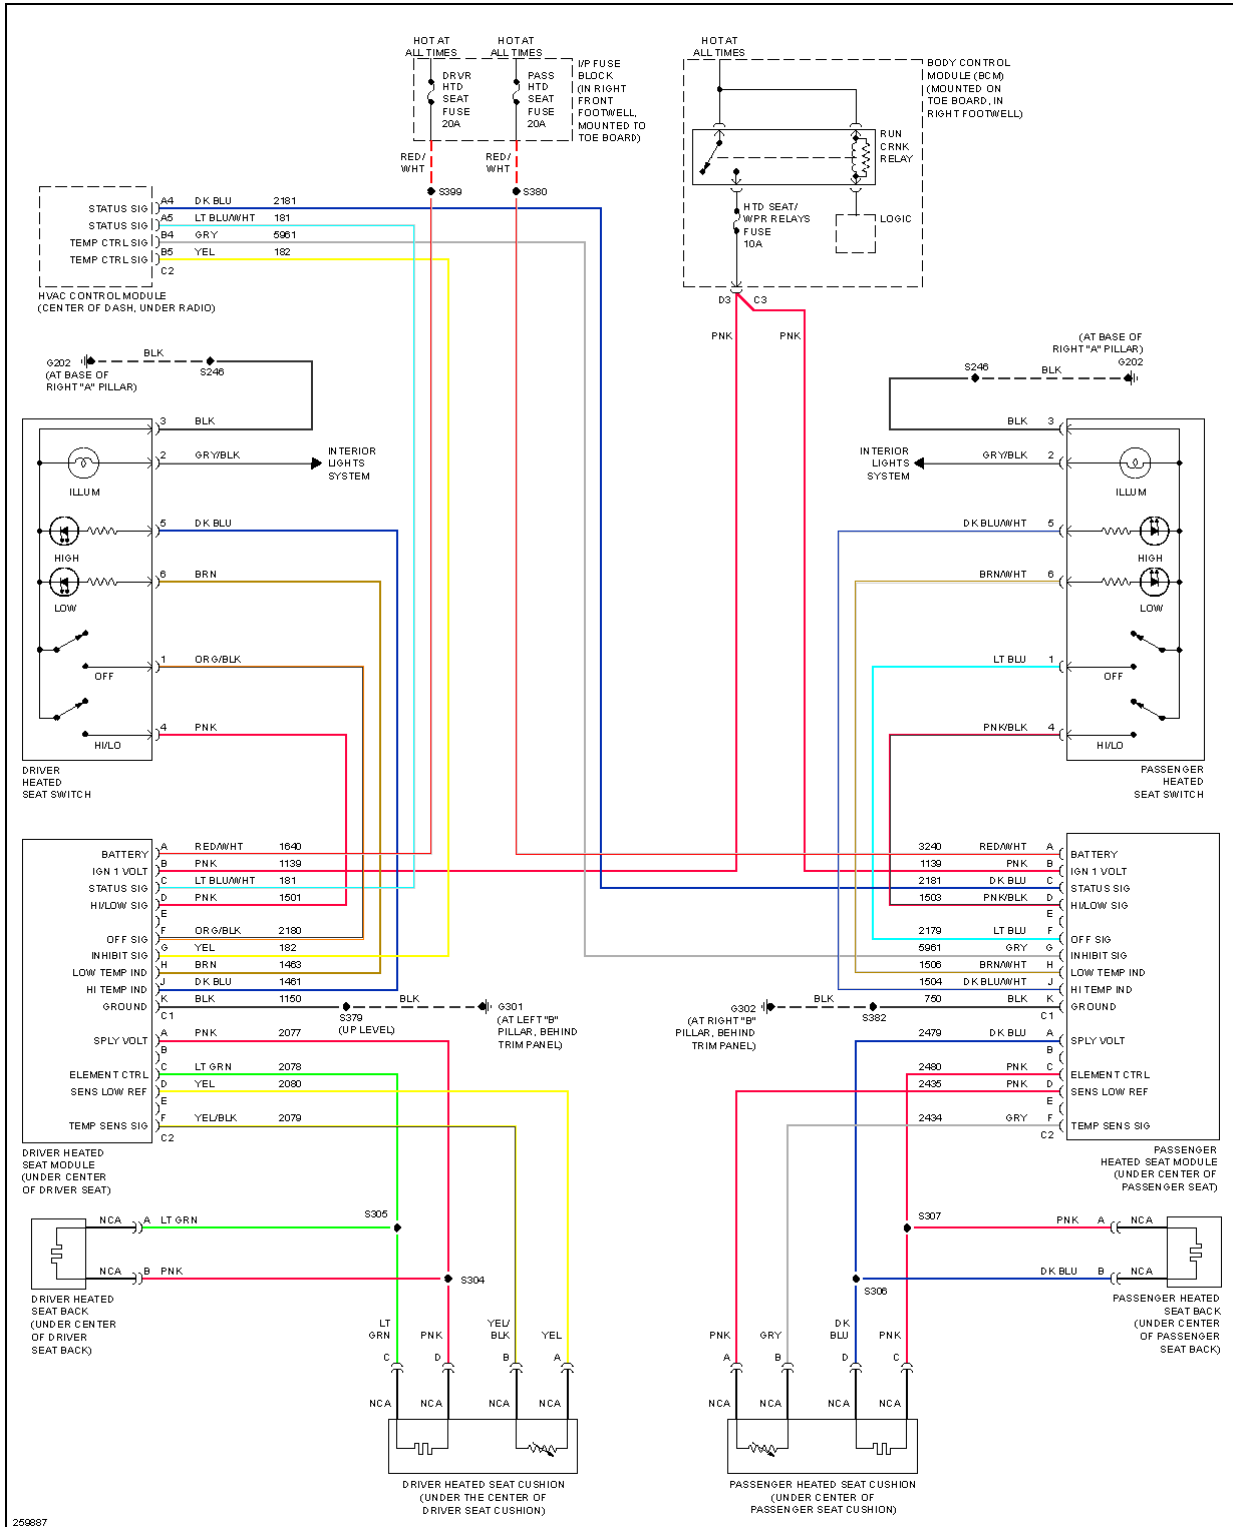 HOT AT
ALL TIMES
HOT AT
ALL TIMES
HOT AT
ALL TIMES
DRVR
HTD
SEAT
FUSE
20A
PASS
HTD
SEAT
FUSE
20A
I/P FUSE
BLOCK
(IN RIGHT
FRONT
FOOTWELL,
MOUNTED TO
TOE BOARD)
BODY CONTROL
MODULE (BCM)
(MOUNTED ON
TOE BOARD, IN
RIGHT FOOTWELL)
RUN
CRNK
RELAY
HTD SEAT/
WPR RELAYS
FUSE
10A
LOGIC
D3 C3
PNK PNK
RED/
WHT
RED/
WHT
S399
S380
STATUS SIG A4 DK BLU 2181
STATUS SIG A5 LT BLU/WHT 181
TEMP CTRL SIG B4 GRY 5961
TEMP CTRL SIG B5 YEL 182
C2
HVAC CONTROL MODULE
(CENTER OF DASH, UNDER RADIO)
G202 BLK
S246
(AT BASE OF
RIGHT "A" PILLAR)
3 BLK
2 GRY/BLK
INTERIOR
LIGHTS
SYSTEM
ILLUM
5 DK BLU
HIGH
6 BRN
LOW
1 ORG/BLK
OFF
4 PNK
HI/LO
DRIVER
HEATED
SEAT SWITCH
(AT BASE OF
RIGHT "A" PILLAR)
G202
S246
BLK
BLK 3
INTERIOR
LIGHTS
SYSTEM
GRY/BLK 2
ILLUM
DK BLU/WHT 5
HIGH
BRN/WHT 6
LOW
LT BLU 1
OFF
PNK/BLK 4
HI/LO
PASSENGER
HEATED
SEAT SWITCH
BATTERY A RED/WHT 1640
IGN 1 VOLT B PNK 1139
STATUS SIG C LT BLU/WHT 181
HI/LOW SIG D PNK 1501
E
OFF SIG F ORG/BLK 2180
INHIBIT SIG G YEL 182
LOW TEMP IND H BRN 1463
HI TEMP IND J DK BLU 1461
GROUND K BLK 1150
C1
BLK
S379
(UP LEVEL)
G301
(AT LEFT "B"
PILLAR, BEHIND
TRIM PANEL)
SPLY VOLT A PNK 2077
B
ELEMENT CTRL C LT GRN 2078
SENS LOW REF D YEL 2080
E
TEMP SENS SIG F YEL/BLK 2079
C2
DRIVER HEATED
SEAT MODULE
(UNDER CENTER
OF DRIVER SEAT)
3240 RED/WHT A BATTERY
1139 PNK B IGN 1 VOLT
2181 DK BLU C STATUS SIG
1503 PNK/BLK D HI/LOW SIG
E
2179 LT BLU F OFF SIG
5961 GRY G INHIBIT SIG
1506 BRN/WHT H LOW TEMP IND
1504 DK BLU/WHT J HI TEMP IND
750 BLK K GROUND
C1
G302
BLK
S382
(AT RIGHT "B"
PILLAR, BEHIND
TRIM PANEL)
2479 DK BLU A SPLY VOLT
B
2480 PNK C ELEMENT CTRL
2435 PNK D SENS LOW REF
E
2434 GRY F TEMP SENS SIG
C2
PASSENGER
HEATED SEAT MODULE
(UNDER CENTER OF
PASSENGER SEAT)
NCA A LT GRN
S305
NCA B PNK
S304
DRIVER HEATED
SEAT BACK
(UNDER CENTER
OF DRIVER
SEAT BACK)
S307
PNK A NCA
S306
DK BLU B NCA
PASSENGER HEATED
SEAT BACK
(UNDER CENTER
OF PASSENGER
SEAT BACK)
LT
GRN
PNK
YEL/
BLK
YEL
C D B A
NCA NCA NCA NCA
DRIVER HEATED SEAT CUSHION
(UNDER THE CENTER OF
DRIVER SEAT CUSHION)
PNK
GRY
DK
BLU
PNK
A B D C
NCA NCA NCA NCA
PASSENGER HEATED SEAT CUSHION
(UNDER CENTER OF
PASSENGER SEAT CUSHION)
259887